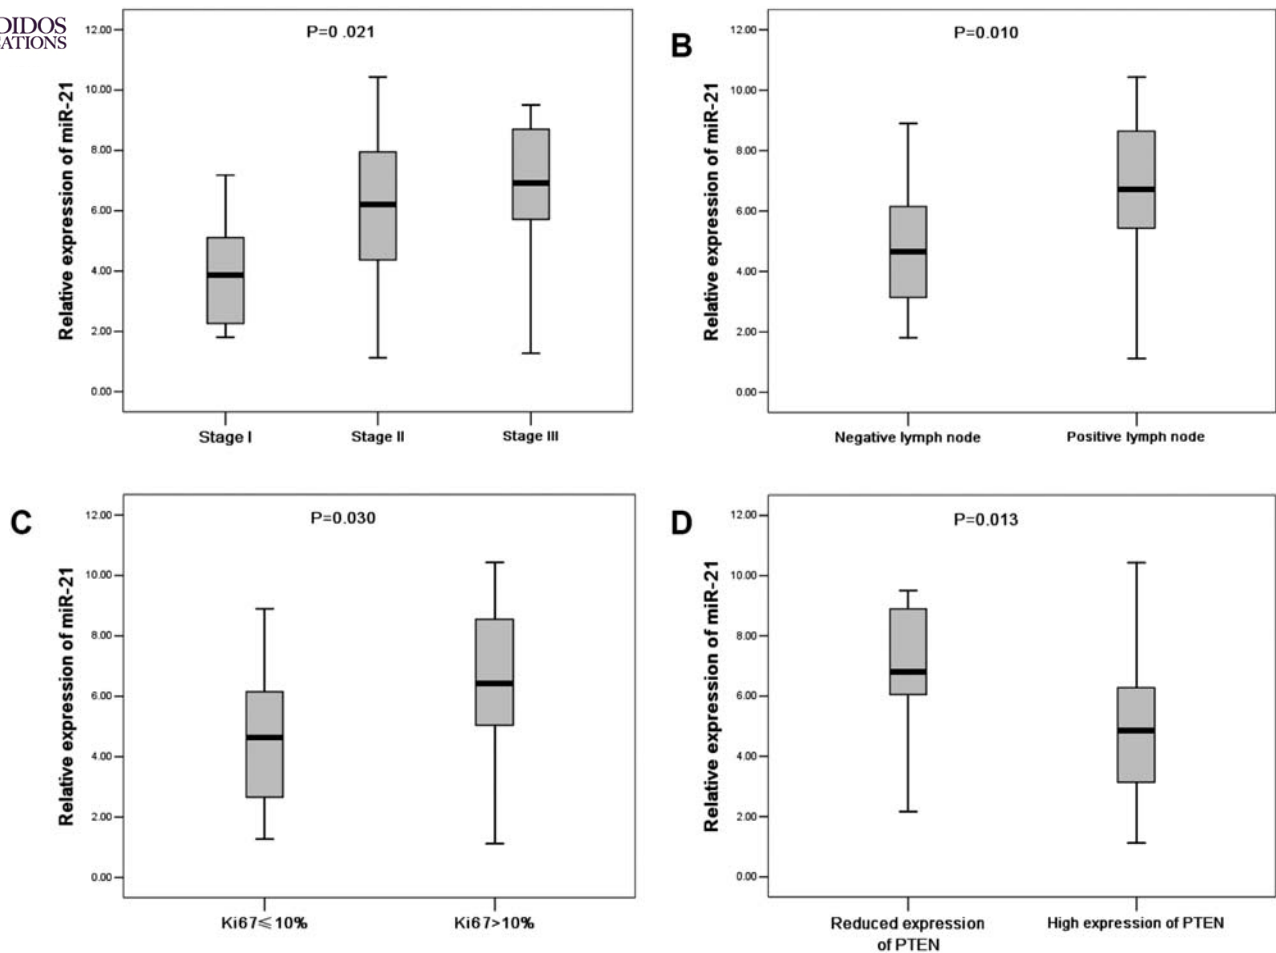 DIDOS
CATIONS
P=0 .021
12.00
10.00
8.00
6.00
4.00
2.00
0.00
Relative expression of miR-21
Stage I
Stage II
Stage III
B
P=0.010
12.00
10.00
8.00
6.00
4.00
2.00
0.00
Relative expression of miR-21
Negative lymph node
Positive lymph node
C
P=0.030
12.00
10.00
8.00
6.00
4.00
2.00
0.00
Relative expression of miR-21
Ki67≤10%
Ki67>10%
D
P=0.013
12.00
10.00
8.00
6.00
4.00
2.00
0.00
Relative expression of miR-21
Reduced expression
of PTEN
High expression of PTEN